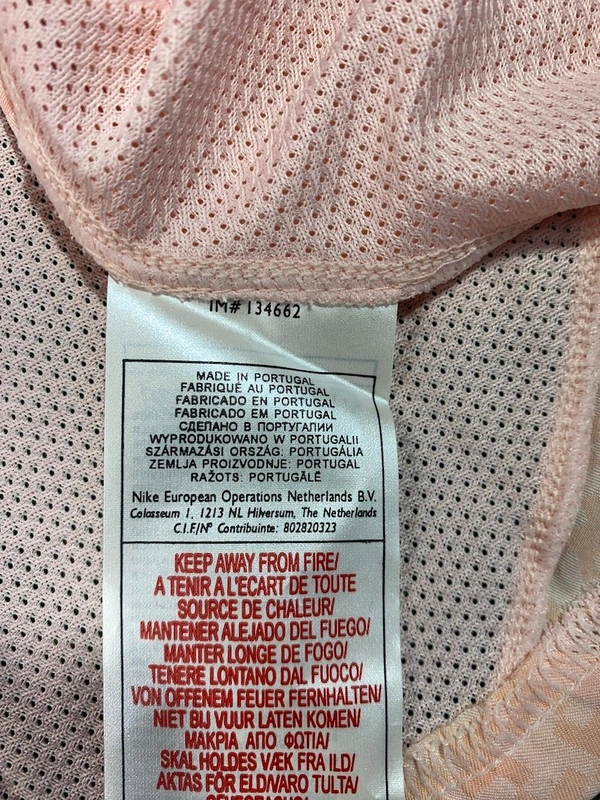 IM# 134662
MADE IN PORTUGAL
FABRIQUÉ AU PORTUGAL
FABRICADO EN PORTUGAL
FABRICADO EM PORTUGAL
СДЕЛАНО В ПОРТУГАЛИИ
WYPRODUKOWANO W PORTUGALII
SZÁRMAZÁSI ORSZÁG: PORTUGÁLIA
ZEMLJA PROIZVODNJE: PORTUGAL
RAŽOTS: PORTUGĀLĒ
Nike European Operations Netherlands B.V.
Colosseum 1, 1213 NL Hilversum, The Netherlands
C.I.F./Nº Contribuinte: 802820323
KEEP AWAY FROM FIRE/
A TENIR A L'ECART DE TOUTE
SOURCE DE CHALEUR/
MANTENER ALEJADO DEL FUEGO/
MANTER LONGE DE FOGO/
TENERE LONTANO DAL FUOCO/
VON OFFENEM FEUER FERNHALTEN/
NIET BIJ VUUR LATEN KOMEN/
ΜΑΚΡΙΑ ΑΠΟ ΦΩΤΙΑ/
SKAL HOLDES VÆK FRA ILD/
AKTAS FÖR ELD/VARO TULTA/